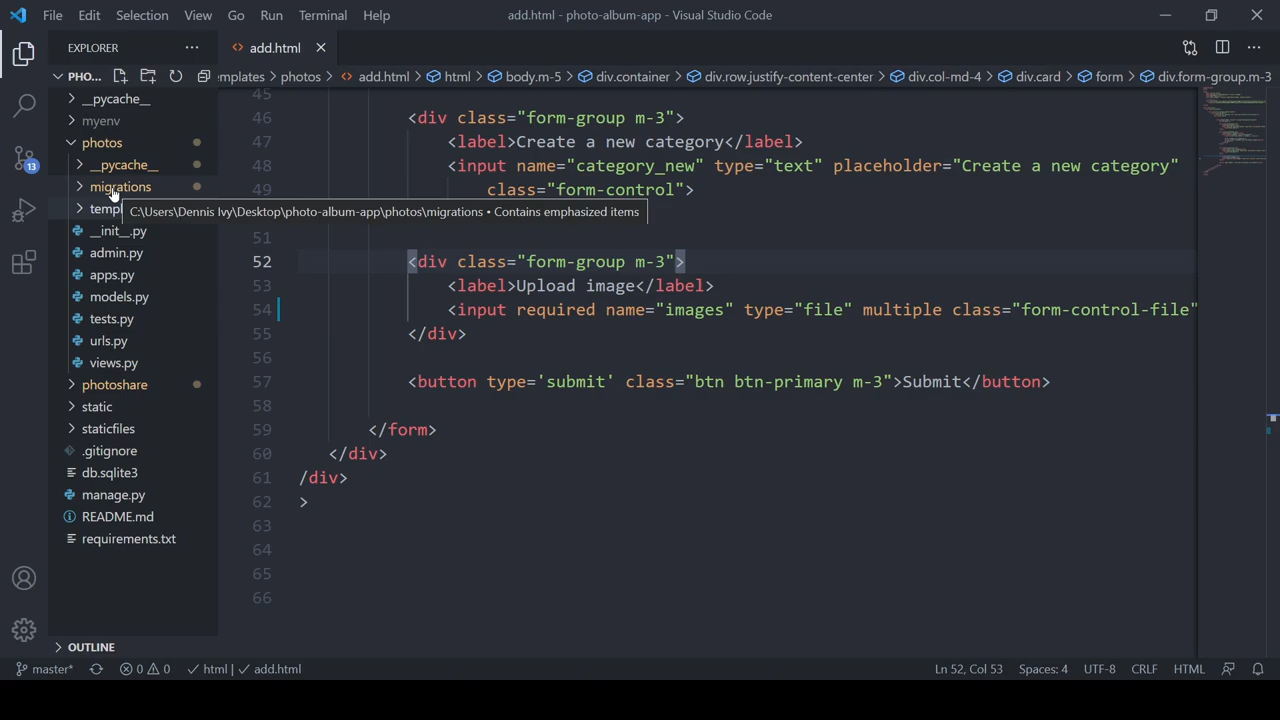 File Edit Selection View Go Run Terminal Help add.html - photo-album-app - Visual Studio Code
EXPLORER ··· <> add.html ×
PHO... emplates > photos > <> add.html > html > body.m-5 > div.container > div.row.justify-content-center > div.col-md-4 > div.card > form > div.form-group.m-3
__pycache__
myenv
photos
__pycache__
migrations
templ
C:\Users\Dennis Ivy\Desktop\photo-album-app\photos\migrations • Contains emphasized items
__init__.py
admin.py
apps.py
models.py
tests.py
urls.py
views.py
photoshare
static
staticfiles
.gitignore
db.sqlite3
manage.py
README.md
requirements.txt
OUTLINE
13
45
46 <div class="form-group m-3">
47 <label>Create a new category</label>
48 <input name="category_new" type="text" placeholder="Create a new category"
49 class="form-control">
51
52 <div class="form-group m-3">
53 <label>Upload image</label>
54 <input required name="images" type="file" multiple class="form-control-file"
55 </div>
56
57 <button type='submit' class="btn btn-primary m-3">Submit</button>
58
59 </form>
60 </div>
61 /div>
62 >
63
64
65
66
master* 0 0 html | add.html Ln 52, Col 53 Spaces: 4 UTF-8 CRLF HTML